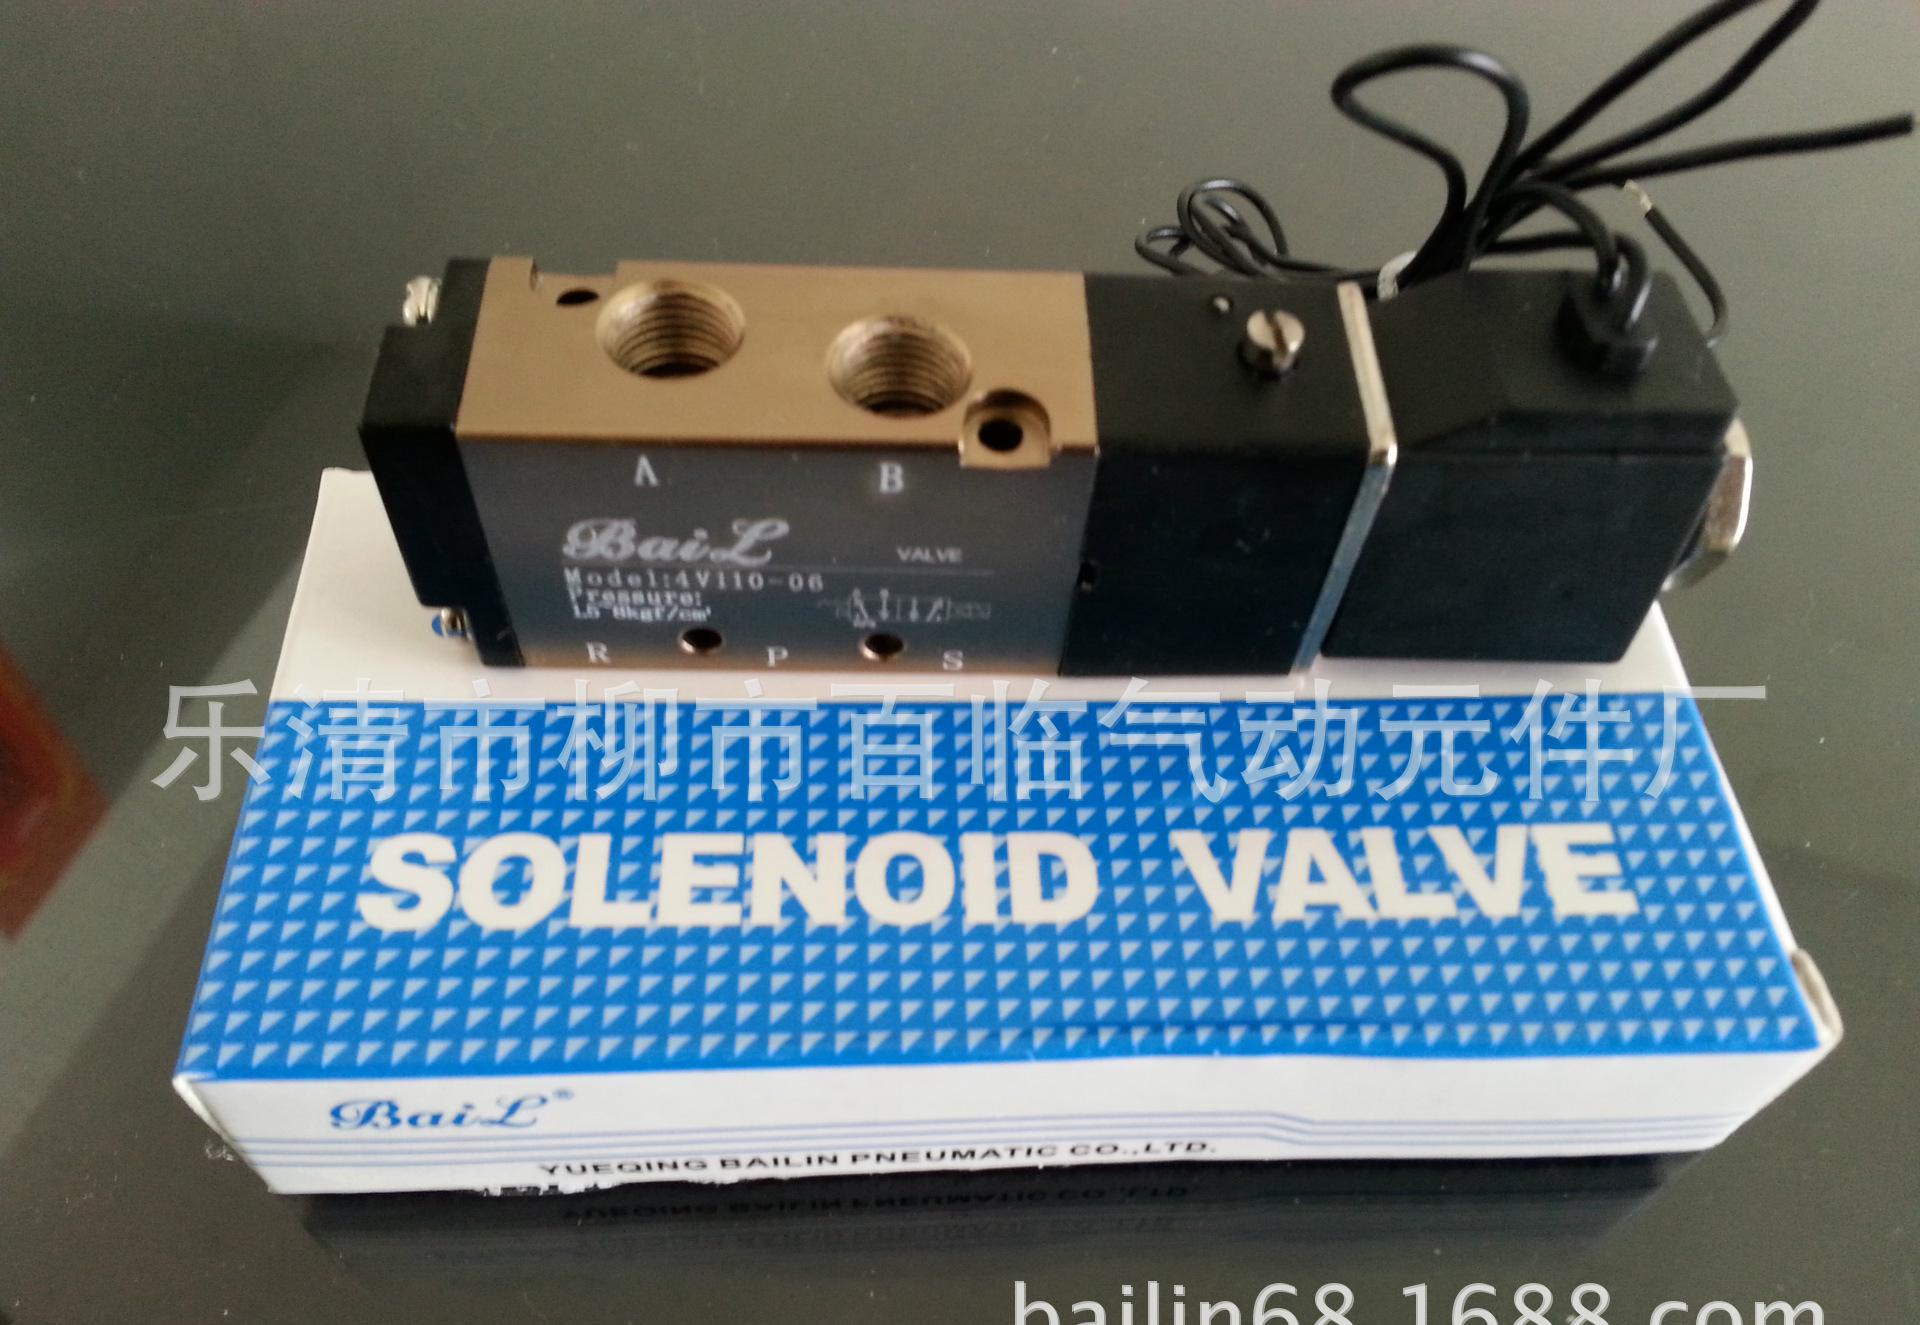 A B
BaiL VALVE
Model:4V110-06
Pressure:
1.5~8kgf/cm²
R P S
乐清市柳市百临气动元件厂
SOLENOID VALVE
BaiL®
YUEQING BAILIN PNEUMATIC CO.,LTD.
bailin68.1688.com